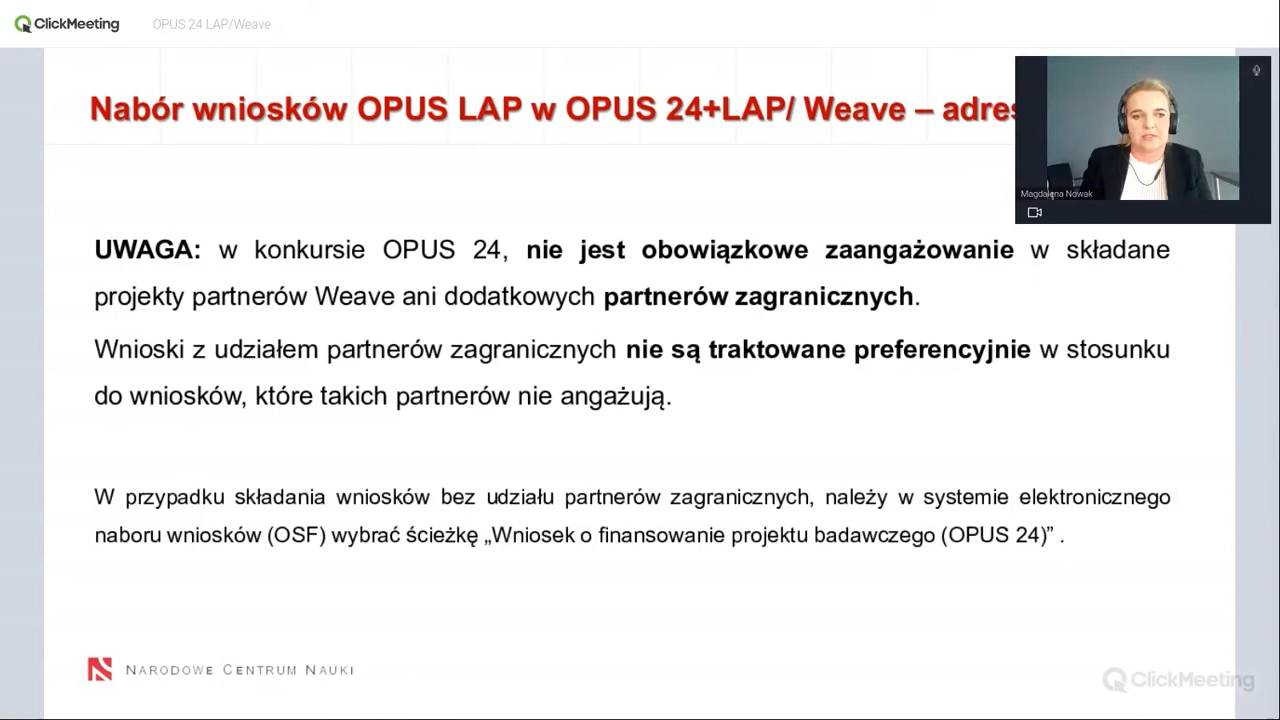 ClickMeeting OPUS 24 LAP/Weave
Nabór wniosków OPUS LAP w OPUS 24+LAP/ Weave –
Magdalena Nowak
UWAGA: w konkursie OPUS 24, nie jest obowiązkowe zaangażowanie w składane
projekty partnerów Weave ani dodatkowych partnerów zagranicznych.
Wnioski z udziałem partnerów zagranicznych nie są traktowane preferencyjnie w stosunku
do wniosków, które takich partnerów nie angażują.
W przypadku składania wniosków bez udziału partnerów zagranicznych, należy w systemie elektronicznego
naboru wniosków (OSF) wybrać ścieżkę „Wniosek o finansowanie projektu badawczego (OPUS 24)” .
NARODOWE CENTRUM NAUKI
ClickMeeting